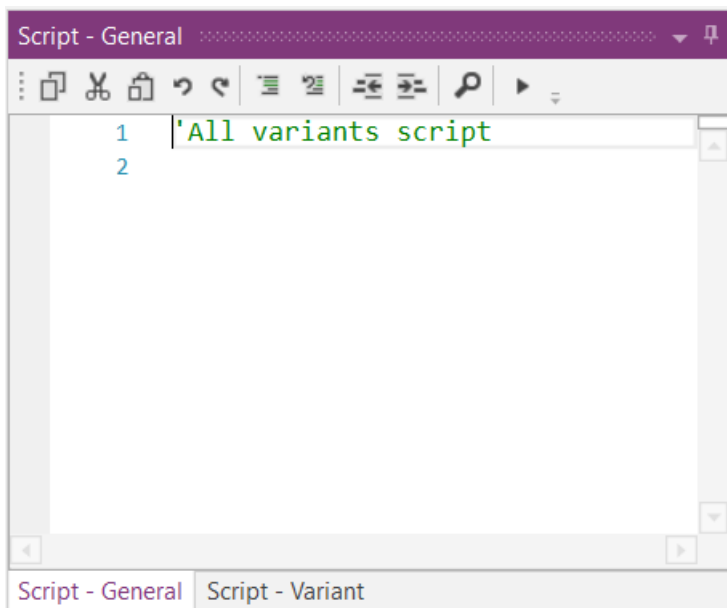 Script - General
1 'All variants script
2
Script - General Script - Variant